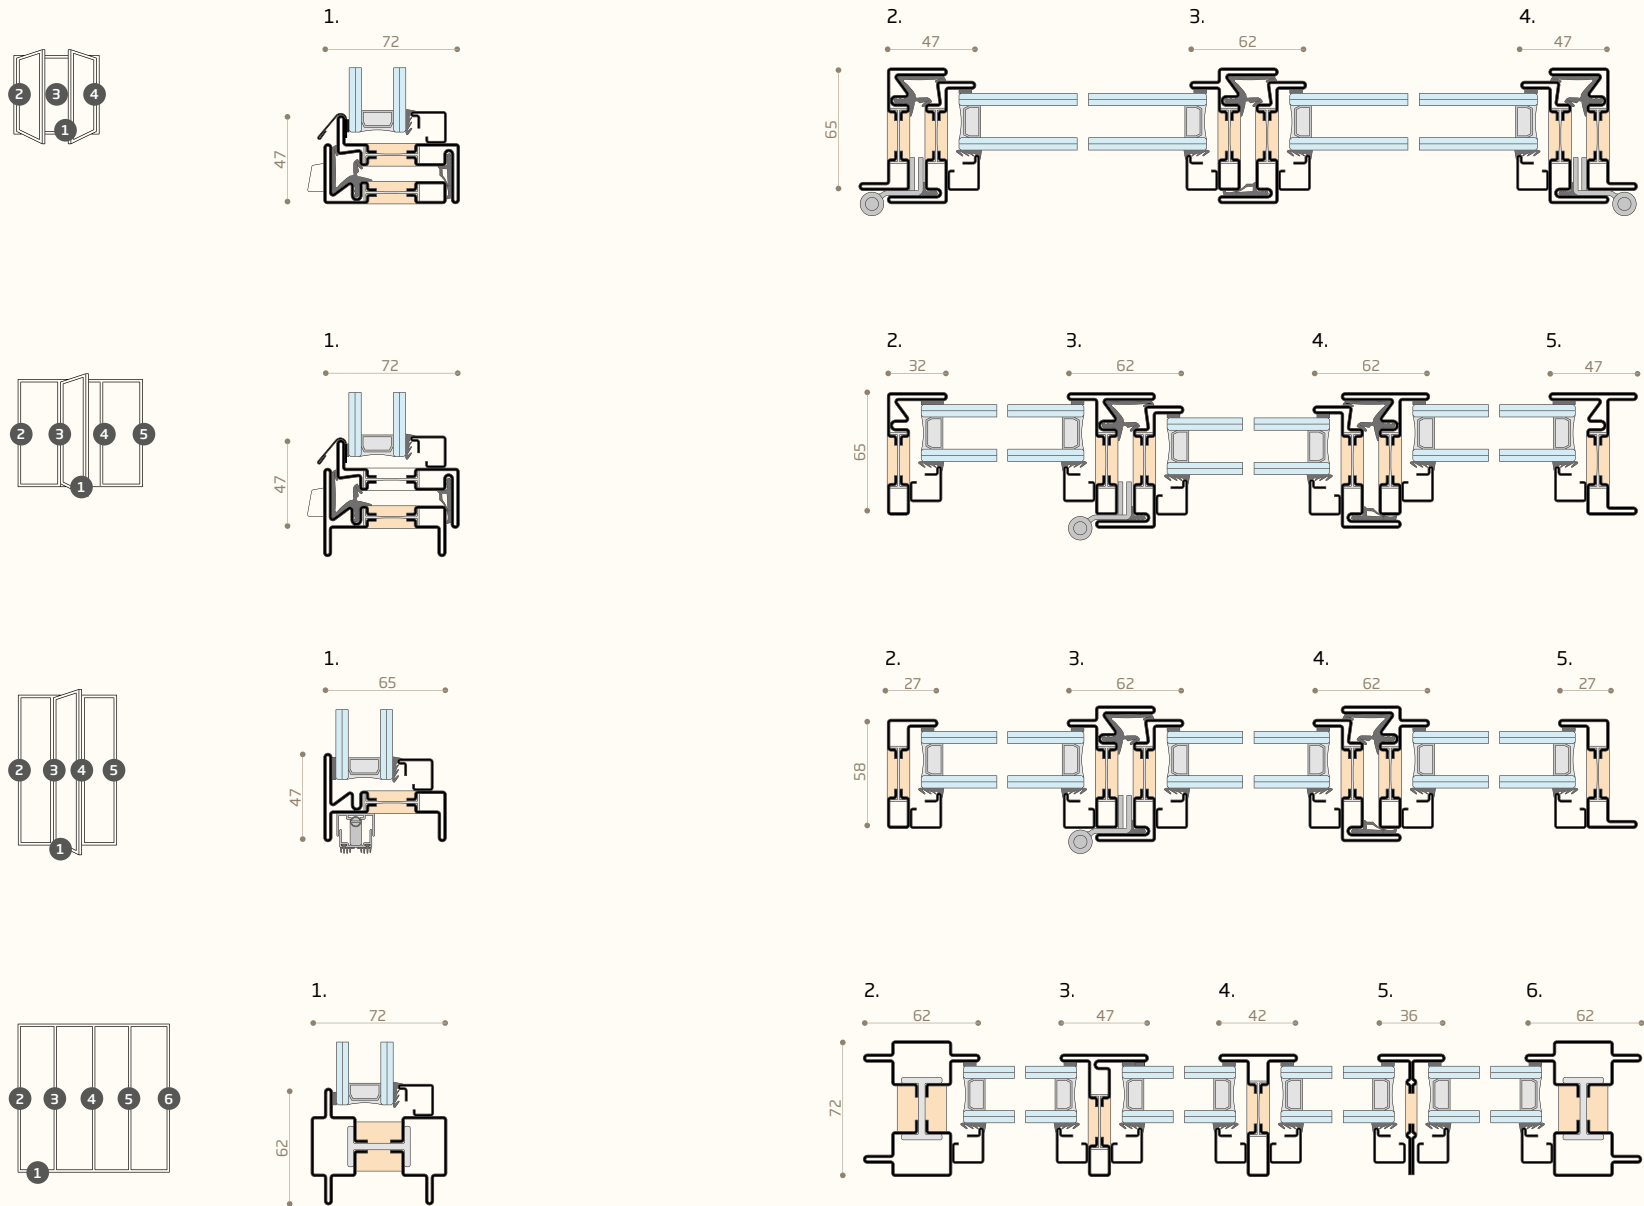 1. 2. 3. 4.
72 47 62 47
2 3 4
1
47 65
1. 2. 3. 4. 5.
72 32 62 62 47
2 3 4 5
1
47 65
1. 2. 3. 4. 5.
65 27 62 62 27
2 3 4 5
1
47 58
1. 2. 3. 4. 5. 6.
72 62 47 42 36 62
2 3 4 5 6
1
62 72